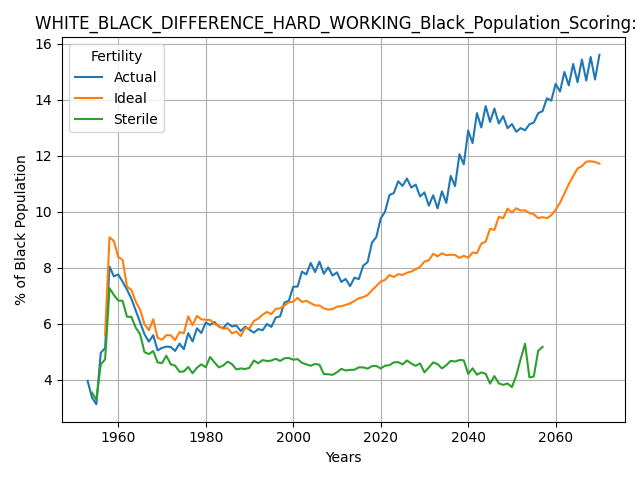 WHITE_BLACK_DIFFERENCE_HARD_WORKING_Black_Population_Scoring:
Fertility
Actual
Ideal
Sterile
% of Black Population
16
14
12
10
8
6
4
1960
1980
2000
2020
2040
2060
Years